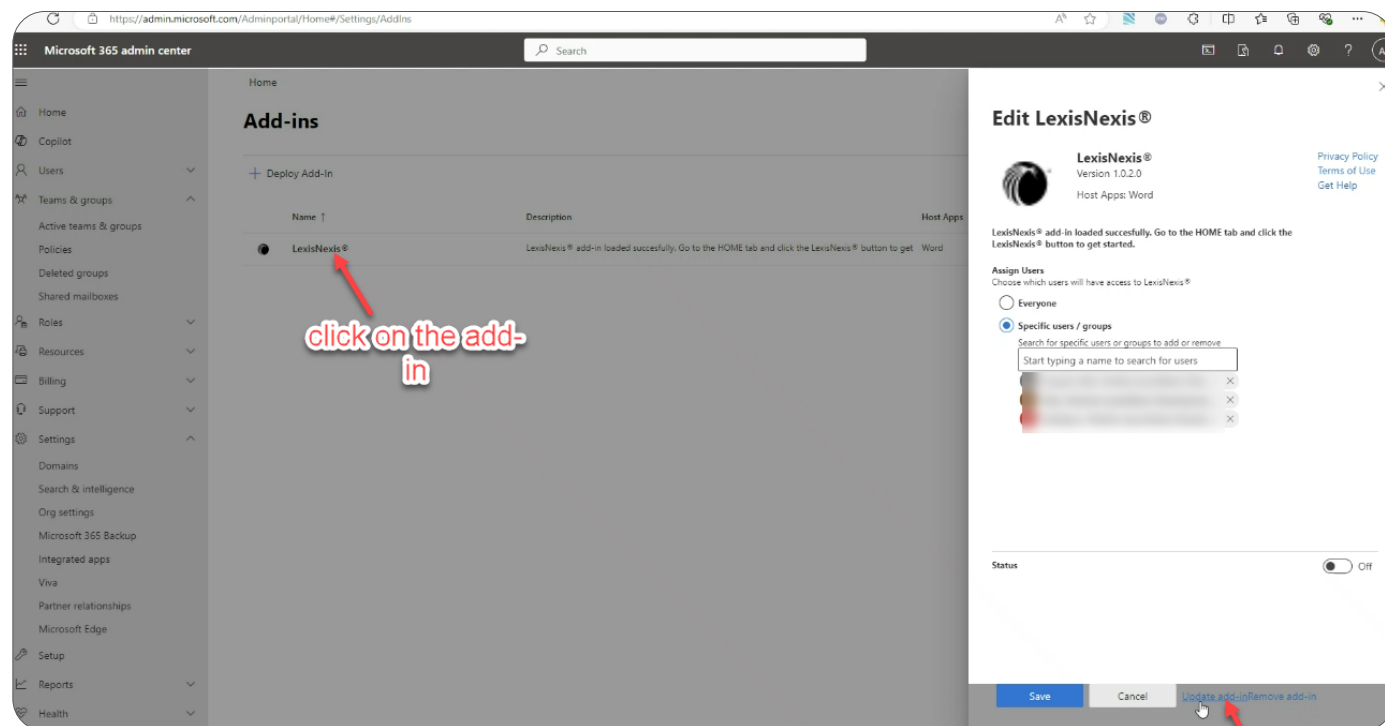 https://admin.microsoft.com/Adminportal/Home#/Settings/AddIns
Microsoft 365 admin center
Search
Home
Copilot
Users
Teams & groups
Active teams & groups
Policies
Deleted groups
Shared mailboxes
Roles
Resources
Billing
Support
Settings
Domains
Search & intelligence
Org settings
Microsoft 365 Backup
Integrated apps
Viva
Partner relationships
Microsoft Edge
Setup
Reports
Health
Home
Add-ins
+ Deploy Add-In
Name ↑ Description Host Apps
LexisNexis® LexisNexis® add-in loaded succesfully. Go to the HOME tab and click the LexisNexis® button to get Word
click on the add-
in
Edit LexisNexis®
LexisNexis®
Version 1.0.2.0
Host Apps: Word
Privacy Policy
Terms of Use
Get Help
LexisNexis® add-in loaded succesfully. Go to the HOME tab and click the
LexisNexis® button to get started.
Assign Users
Choose which users will have access to LexisNexis®
Everyone
Specific users / groups
Search for specific users or groups to add or remove
Start typing a name to search for users
Status Off
Save Cancel Update add-in Remove add-in